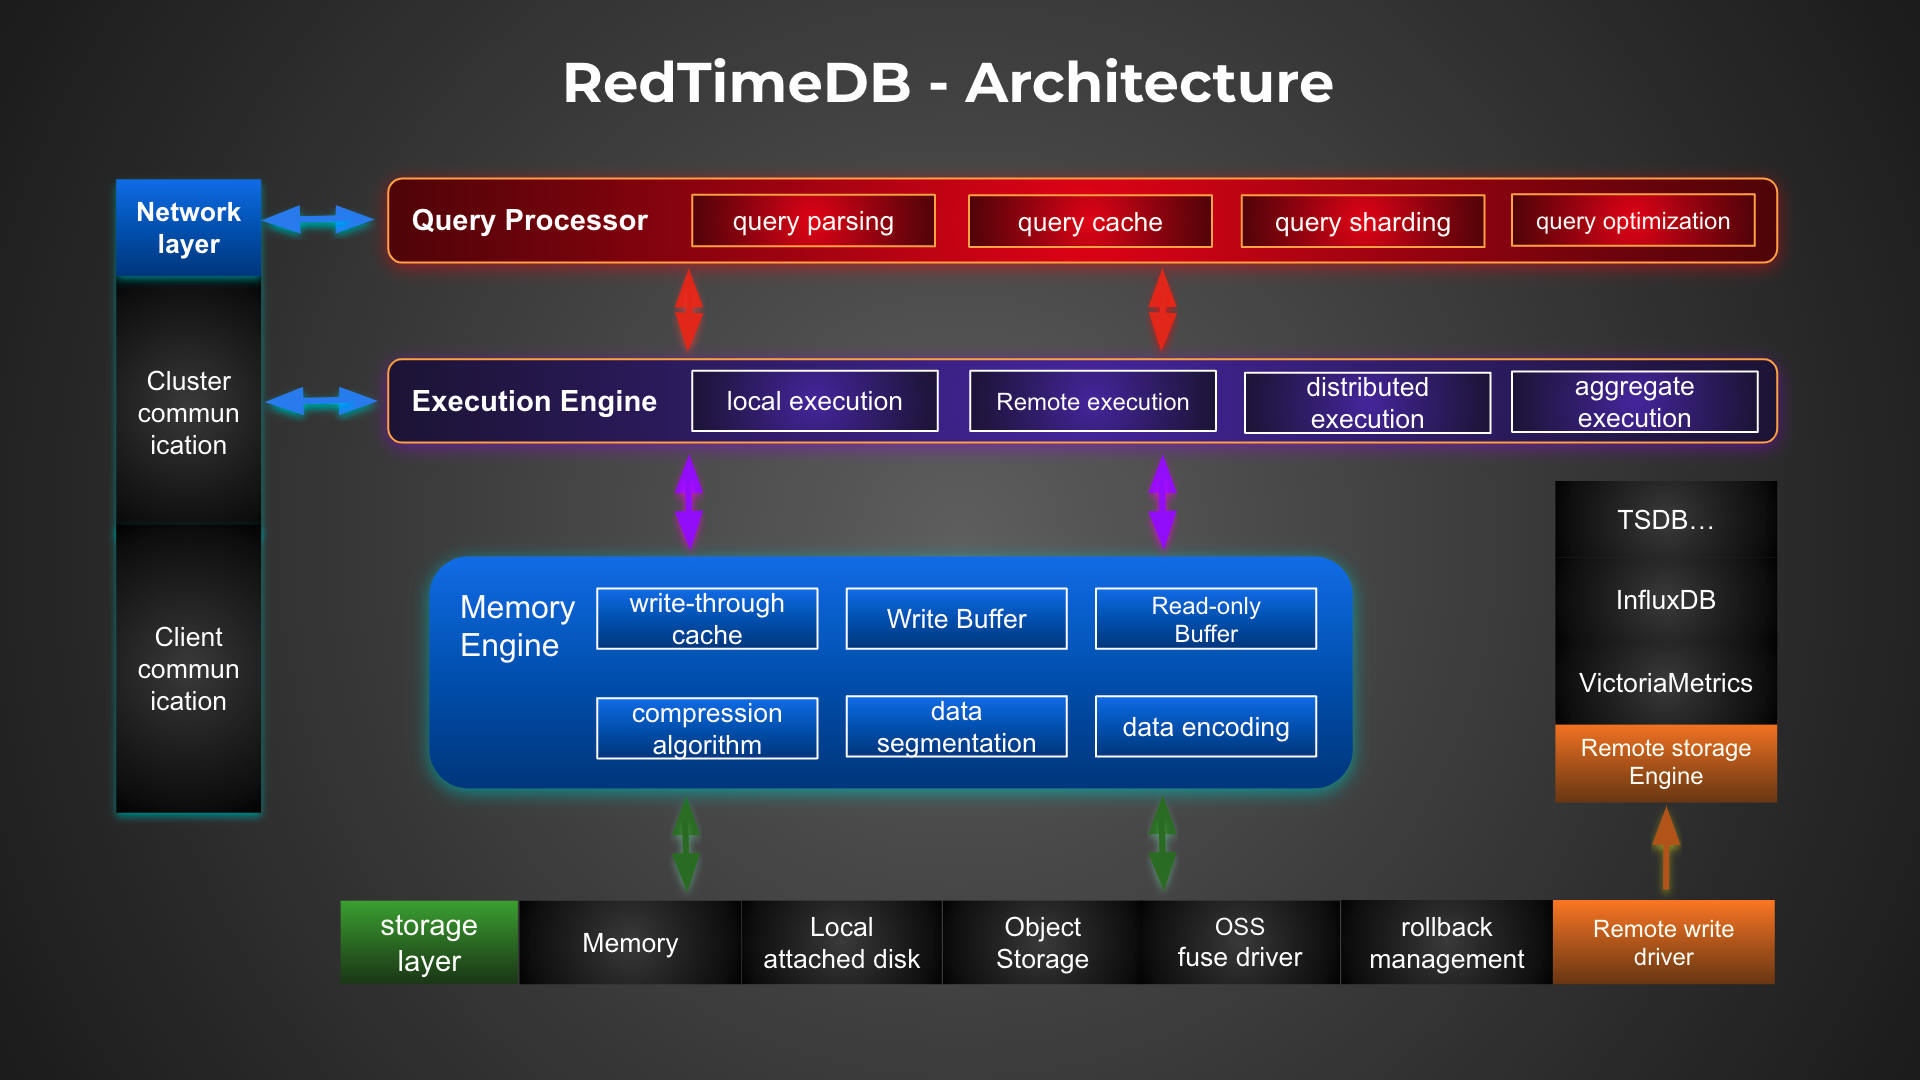 RedTimeDB - Architecture
Network
layer
Cluster
commun
ication
Client
commun
ication
Query Processor
query parsing
query cache
query sharding
query optimization
Execution Engine
local execution
Remote execution
distributed
execution
aggregate
execution
Memory
Engine
write-through
cache
Write Buffer
Read-only
Buffer
compression
algorithm
data
segmentation
data encoding
TSDB…
InfluxDB
VictoriaMetrics
Remote storage
Engine
storage
layer
Memory
Local
attached disk
Object
Storage
OSS
fuse driver
rollback
management
Remote write
driver